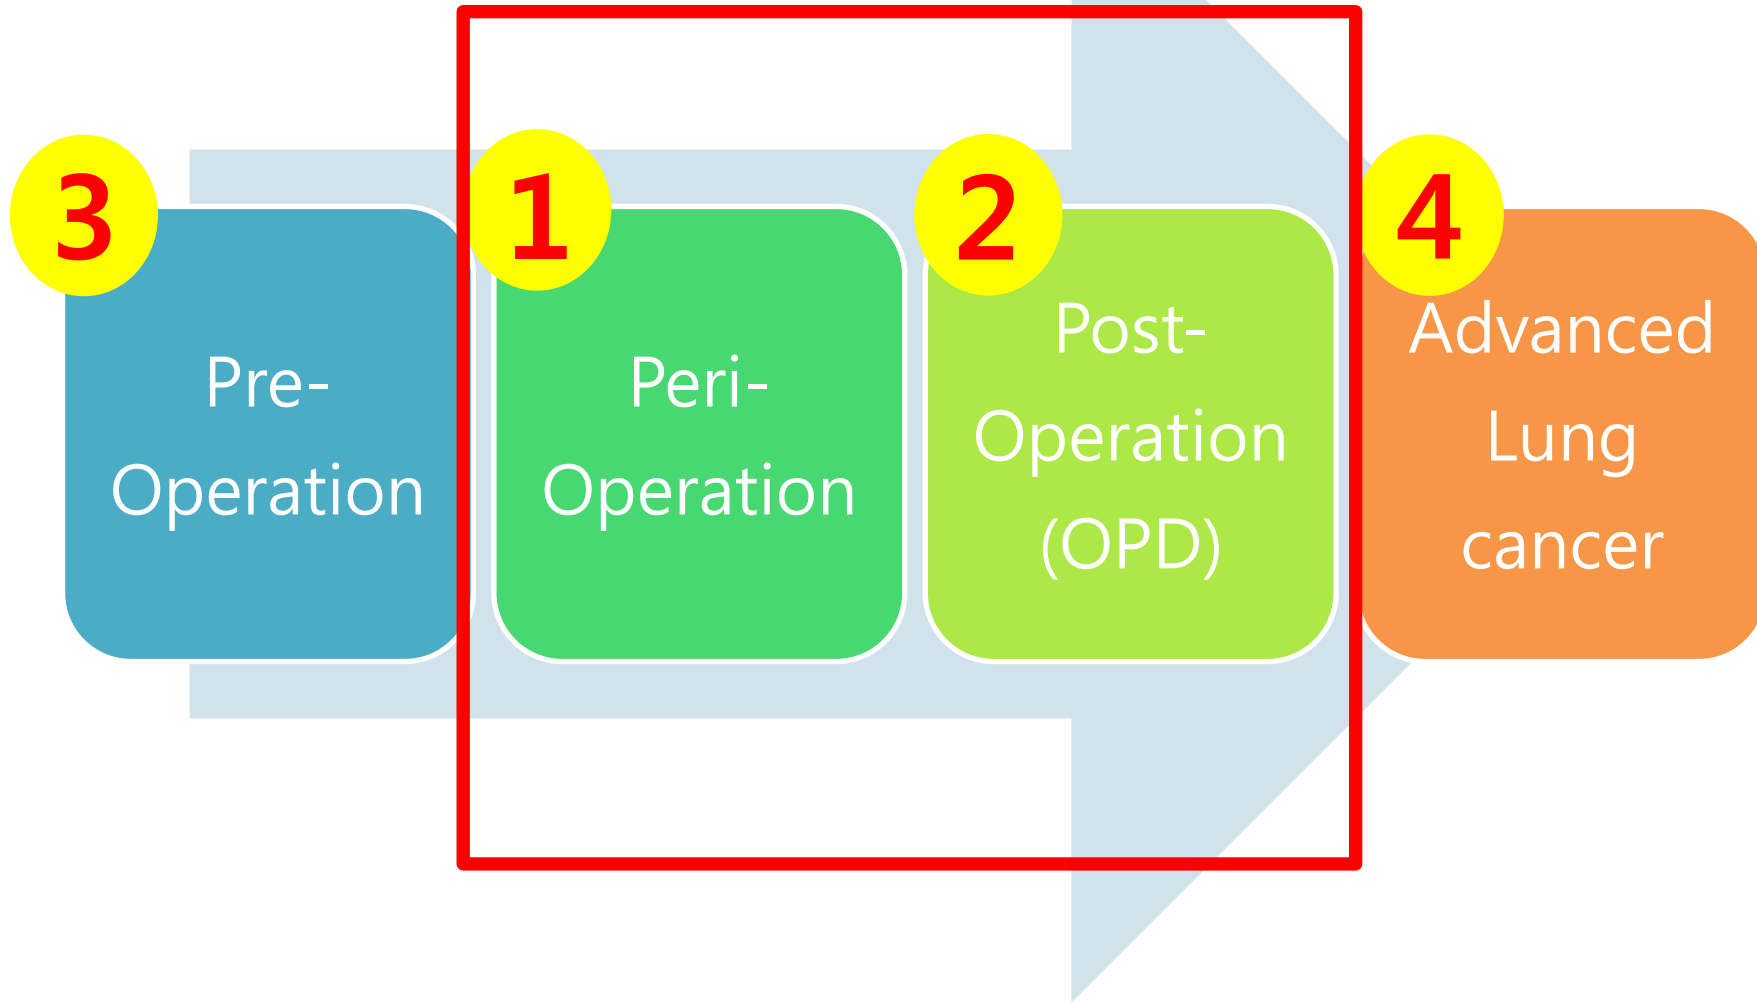 3
Pre-
Operation
1
Peri-
Operation
2
Post-
Operation
(OPD)
4
Advanced
Lung
cancer